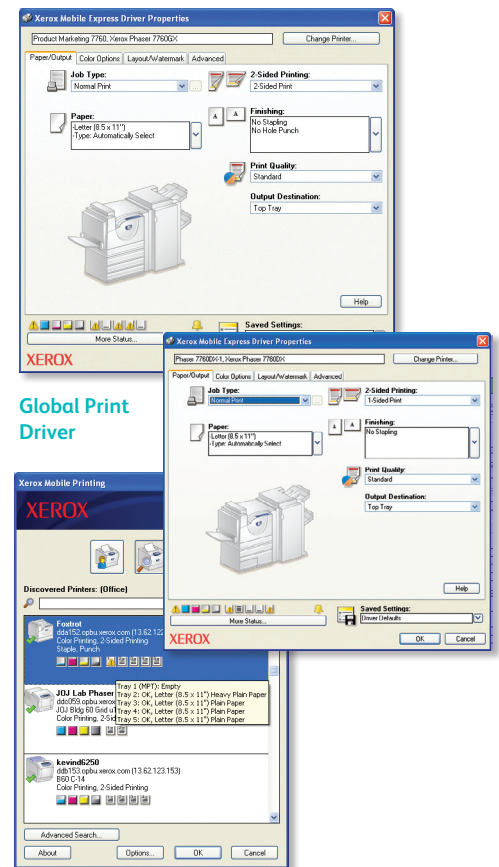 Xerox Mobile Express Driver Properties
Product Marketing 7760, Xerox Phaser 7760GX
Change Printer...
Paper/Output Color Options Layout/Watermark Advanced
Job Type:
Normal Print
2-Sided Printing:
2-Sided Print
Paper:
-Letter (8.5 x 11")
-Type: Automatically Select
A A
Finishing:
No Stapling
No Hole Punch
Print Quality:
Standard
Output Destination:
Top Tray
Help
More Status...
Saved Settings:
XEROX
Xerox Mobile Express Driver Properties
Phaser 7760DX-1, Xerox Phaser 7760DX
Change Printer...
Paper/Output Color Options Layout/Watermark Advanced
Job Type:
Normal Print
2-Sided Printing:
1-Sided Print
Paper:
-Letter (8.5 x 11")
-Type: Automatically Select
A A
Finishing:
No Stapling
Print Quality:
Standard
Output Destination:
Top Tray
Help
More Status...
Saved Settings:
Driver Defaults
XEROX
OK Cancel
Global Print
Driver
Xerox Mobile Printing
XEROX
Discovered Printers: (Office)
Foxtrot
dda152.opbu.xerox.com (13.62.122
Color Printing, 2-Sided Printing
Staple, Punch
Tray 1 (MPT): Empty
Tray 2: OK, Letter (8.5 x 11") Heavy Plain Paper
Tray 3: OK, Letter (8.5 x 11") Plain Paper
Tray 4: OK, Letter (8.5 x 11") Plain Paper
Tray 5: OK, Letter (8.5 x 11") Plain Paper
JOJ Lab Phaser
ddc059.opbu.xerox
JOJ Bldg 60 Grid
Color Printing, 2-Sid
kevind6250
ddb153.opbu.xerox.com (13.62.123.153)
B60 C-14
Color Printing, 2-Sided Printing
Advanced Search...
About Options... OK Cancel